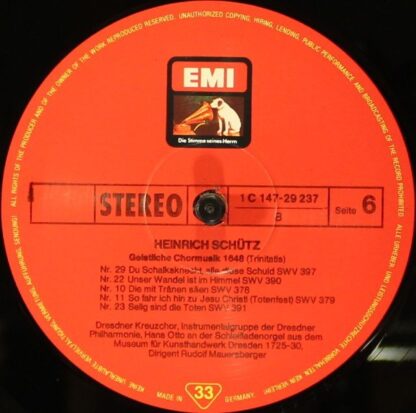 ALL RIGHTS OF THE PRODUCER AND OF THE OWNER OF THE WORK REPRODUCED RESERVED. UNAUTHORIZED COPYING, HIRING, LENDING, PUBLIC PERFORMANCE AND BROADCASTING OF THE RECORD PROHIBITED
EMI
Die Stimme seines Herrn
STEREO
1 C 147-29 237
B
Seite 6
HEINRICH SCHÜTZ
Geistliche Chormusik 1648 (Trinitatis)
Nr. 29 Du Schalksknecht, alle diese Schuld SWV 397
Nr. 22 Unser Wandel ist im Himmel SWV 390
Nr. 10 Die mit Tränen säen SWV 378
Nr. 11 So fahr ich hin zu Jesu Christ! (Totenfest) SWV 379
Nr. 23 Selig sind die Toten SWV 391
Dresdner Kreuzchor, Instrumentalgruppe der Dresdner
Philharmonie, Hans Otto an der Schleifladenorgel aus dem
Museum für Kunsthandwerk Dresden 1725-30,
Dirigent Rudolf Mauersberger
MADE IN
33
GERMANY